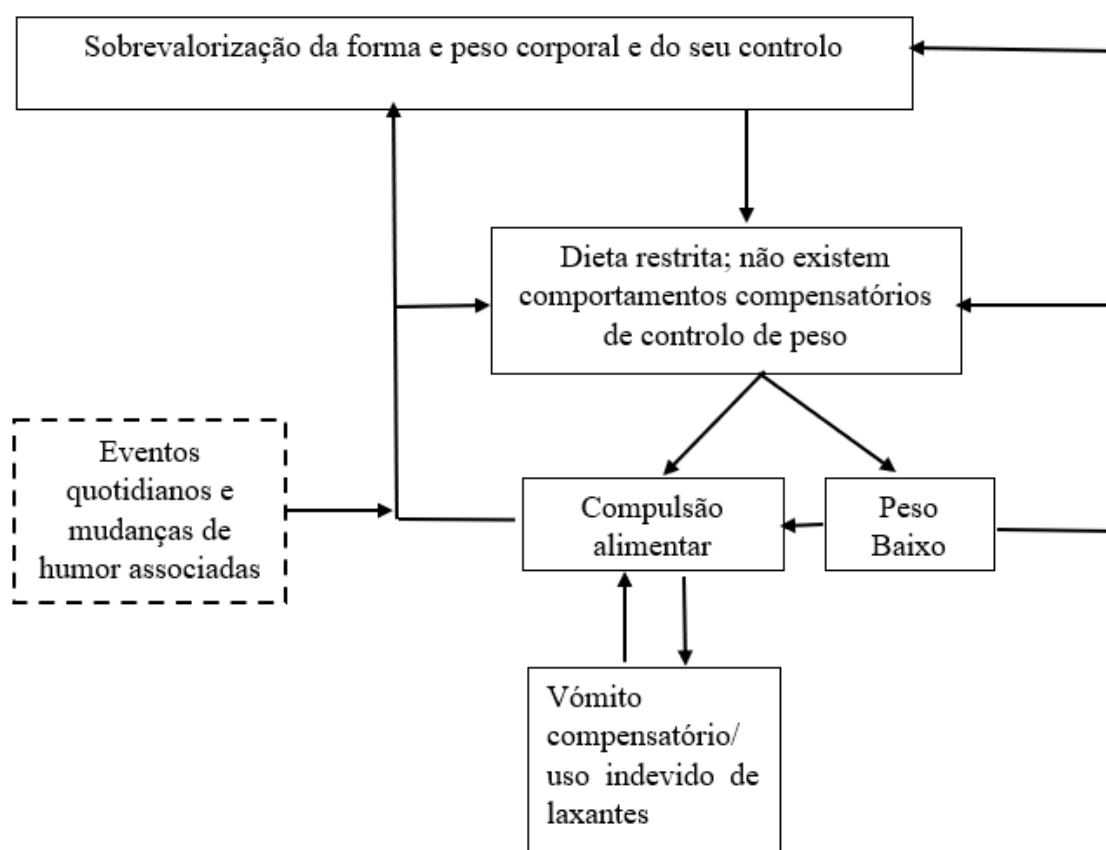 Sobrevalorização da forma e peso corporal e do seu controlo
Dieta restrita; não existem
comportamentos compensatórios
de controlo de peso
Eventos
quotidianos e
mudanças de
humor associadas
Compulsão
alimentar
Peso
Baixo
Vómito
compensatório/
uso indevido de
laxantes